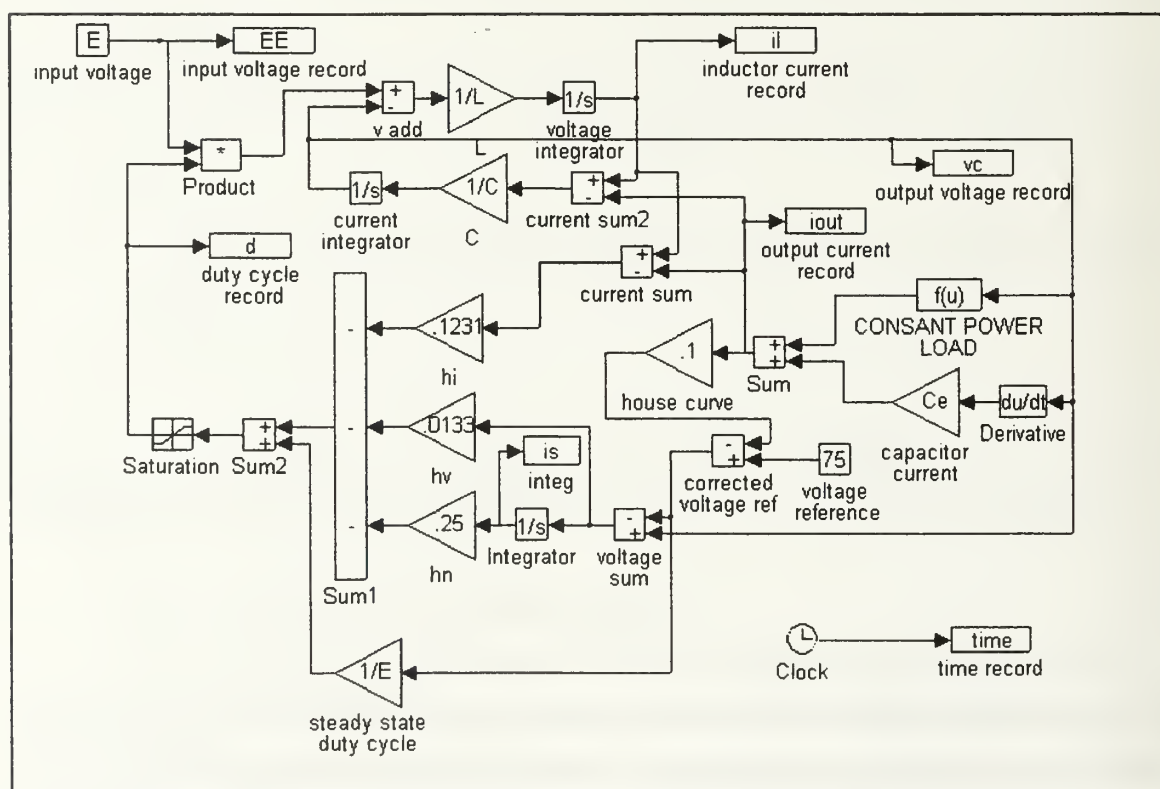 E
input voltage
EE
input voltage record
il
inductor current
record
+
-
v add
1/L
L
1/s
voltage
integrator
*
Product
vc
output voltage record
1/s
current
integrator
1/C
C
+
-
current sum2
iout
output current
record
d
duty cycle
record
+
-
current sum
f(u)
CONSANT POWER
LOAD
-
.1231
hi
.1
house curve
+
+
Sum
Ce
capacitor
current
du/dt
Derivative
Saturation
+
+
Sum2
-
.0133
hv
is
integ
-
+
corrected
voltage ref
75
voltage
reference
-
Sum1
.25
hn
1/s
Integrator
-
+
voltage
sum
1/E
steady state
duty cycle
Clock
time
time record